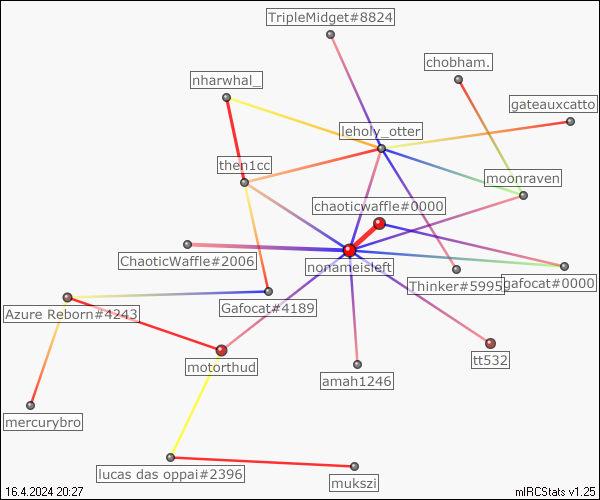 TripleMidget#8824
chobham.
nharwhal_
gateauxcatto
leholy_otter
then1cc
moonraven
chaoticwaffle#0000
ChaoticWaffle#2006
nonameisleft
Thinker#5995
gafocat#0000
Azure Reborn#4243
Gafocat#4189
motorthud
tt532
amah1246
mercurybro
lucas das oppai#2396
mukszi
16.4.2024 20:27
mIRCStats v1.25